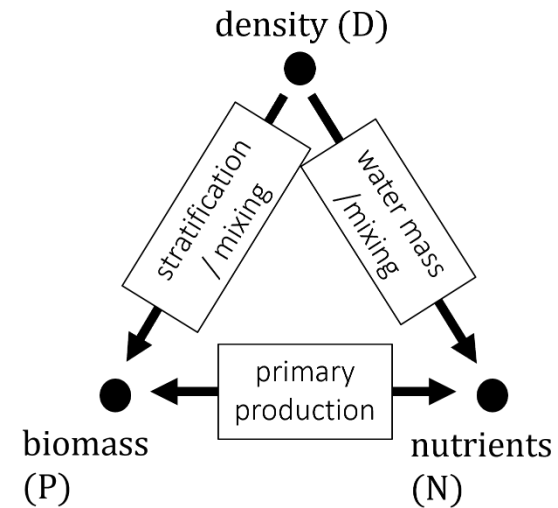 density (D)
stratification
/ mixing
water mass
/mixing
primary
production
biomass
(P)
nutrients
(N)